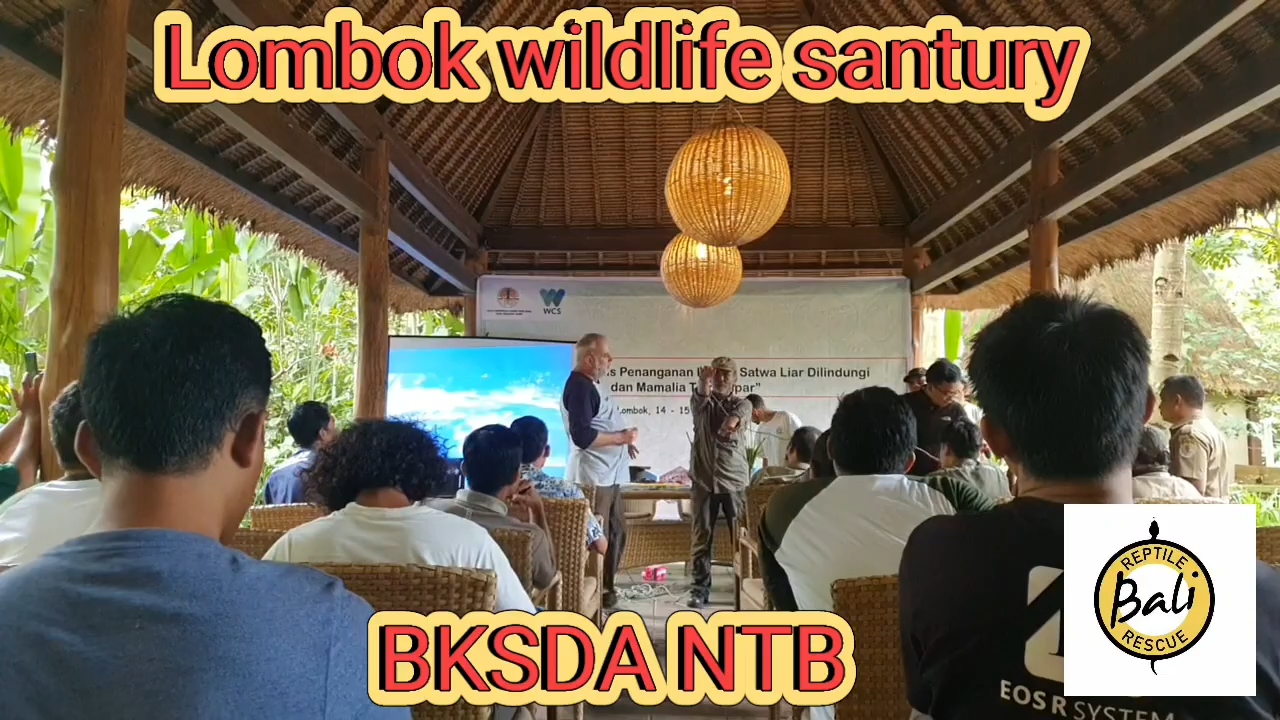 Lombok wildlife santury
WCS
s Penanganan Satwa Liar Dilindungi
dan Mamalia
Lombok, 14 - 15
REPTILE
Bali
RESCUE
EOS R SYSTEM
BKSDA NTB